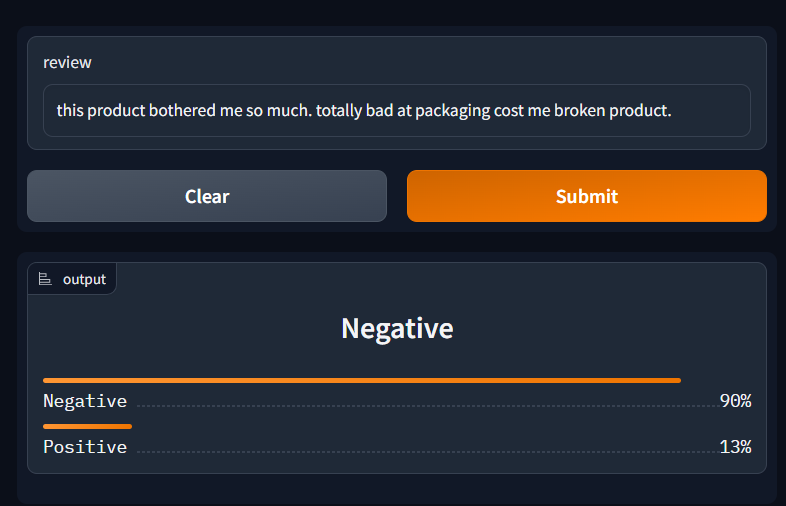 review
this product bothered me so much. totally bad at packaging cost me broken product.
Clear Submit
output
Negative
Negative 90%
Positive 13%